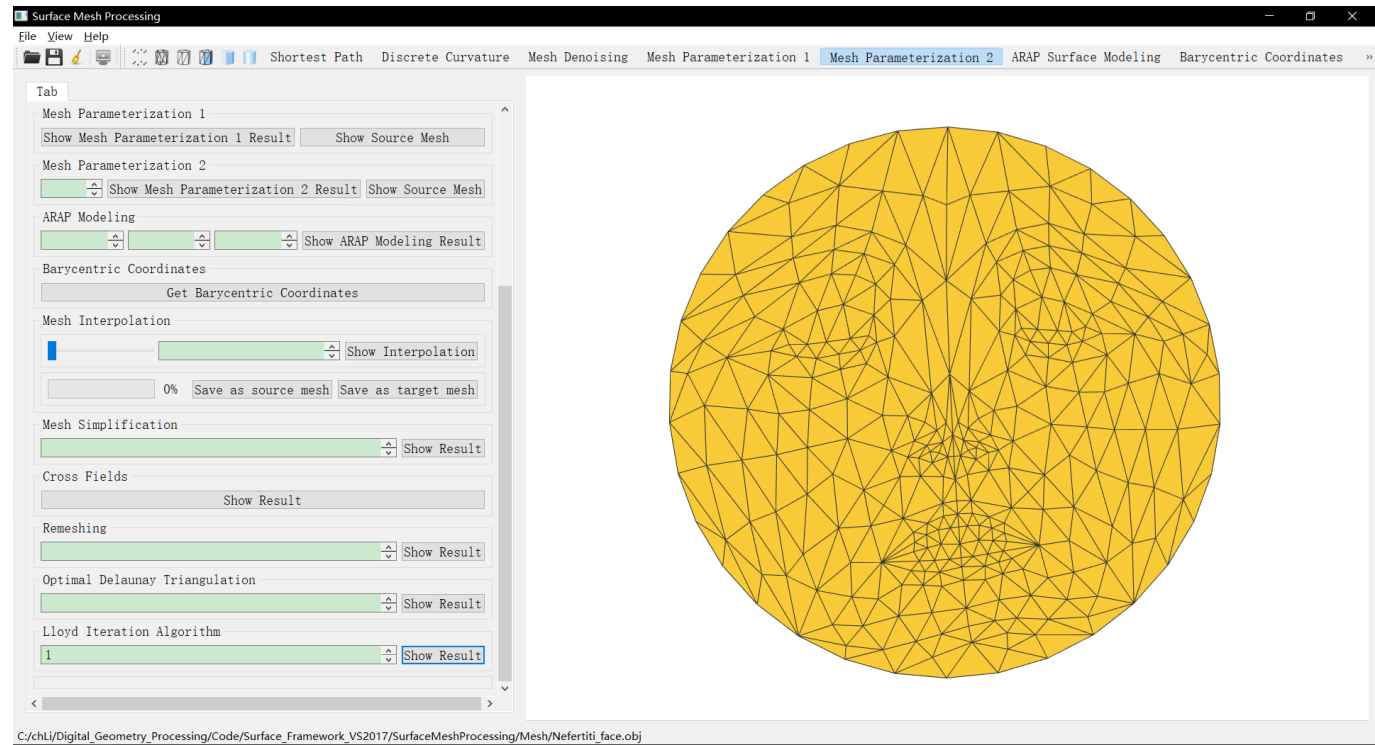 Surface Mesh Processing
File View Help
Shortest Path Discrete Curvature Mesh Denoising Mesh Parameterization 1 Mesh Parameterization 2 ARAP Surface Modeling Barycentric Coordinates »
Tab
Mesh Parameterization 1
Show Mesh Parameterization 1 Result Show Source Mesh
Mesh Parameterization 2
Show Mesh Parameterization 2 Result Show Source Mesh
ARAP Modeling
Show ARAP Modeling Result
Barycentric Coordinates
Get Barycentric Coordinates
Mesh Interpolation
Show Interpolation
0% Save as source mesh Save as target mesh
Mesh Simplification
Show Result
Cross Fields
Show Result
Remeshing
Show Result
Optimal Delaunay Triangulation
Show Result
Lloyd Iteration Algorithm
1 Show Result
C:/chLi/Digital_Geometry_Processing/Code/Surface_Framework_VS2017/SurfaceMeshProcessing/Mesh/Nefertiti_face.obj